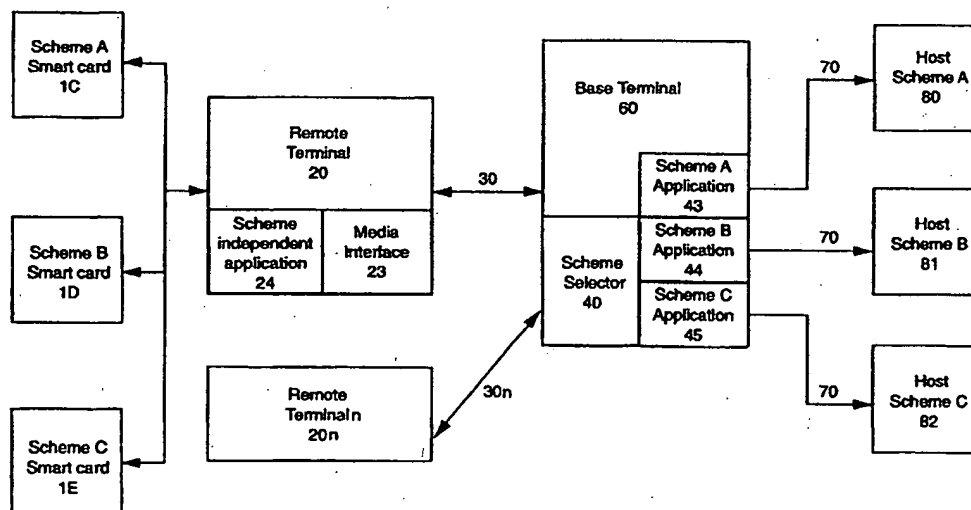 Scheme A
Smart card
1C
Scheme B
Smart card
1D
Scheme C
Smart card
1E
Remote
Terminal
20
Scheme
independent
application
24
Media
Interface
23
Remote
Terminal n
20n
30
30n
Base Terminal
60
Scheme
Selector
40
Scheme A
Application
43
Scheme B
Application
44
Scheme C
Application
45
70
70
70
Host
Scheme A
80
Host
Scheme B
81
Host
Scheme C
82